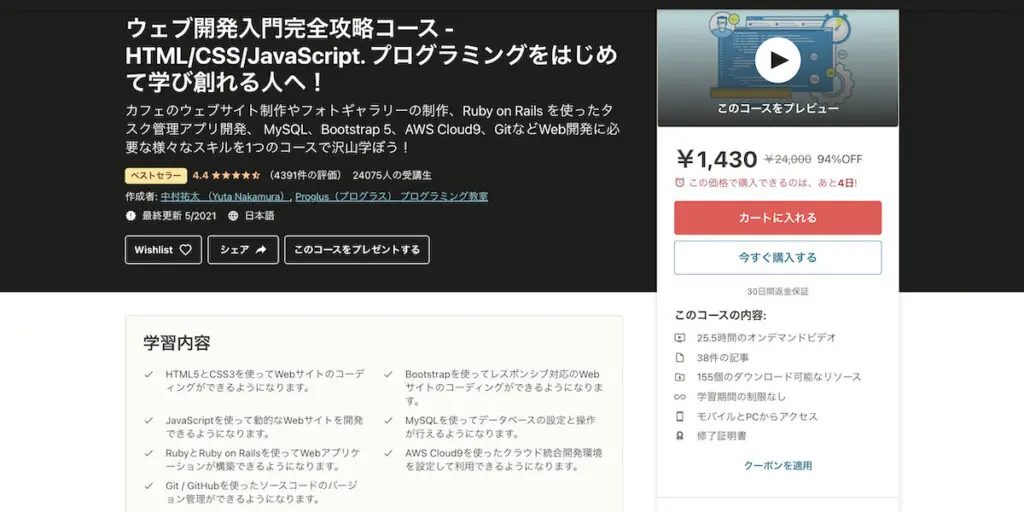 ウェブ開発入門完全攻略コース -
HTML/CSS/JavaScript. プログラミングをはじめ
て学び創れる人へ！
カフェのウェブサイト制作やフォトギャラリーの制作、Ruby on Rails を使ったタ
スク管理アプリ開発、 MySQL、Bootstrap 5、AWS Cloud9、GitなどWeb開発に必
要な様々なスキルを1つのコースで沢山学ぼう！
ベストセラー 4.4 （4391件の評価） 24075人の受講生
作成者: 中村祐太 （Yuta Nakamura）, Proglus（プログラス） プログラミング教室
最終更新 5/2021 日本語
Wishlist シェア このコースをプレゼントする
このコースをプレビュー
￥1,430 ￥24,000 94%OFF
この価格で購入できるのは、あと4日!
カートに入れる
今すぐ購入する
30日間返金保証
このコースの内容:
25.5時間のオンデマンドビデオ
38件の記事
155個のダウンロード可能なリソース
学習期間の制限なし
モバイルとPCからアクセス
修了証明書
クーポンを適用
学習内容
HTML5とCSS3を使ってWebサイトのコーデ
ィングができるようになります。
Bootstrapを使ってレスポンシブ対応のWeb
サイトのコーディングができるようになりま
す。
JavaScriptを使って動的なWebサイトを開発
できるようになります。
MySQLを使ってデータベースの設定と操作
が行えるようになります。
RubyとRuby on Railsを使ってWebアプリケ
ーションが構築できるようになります。
AWS Cloud9を使ったクラウド統合開発環境
を設定して利用できるようになります。
Git / GitHubを使ったソースコードのバージ
ョン管理ができるようになります。